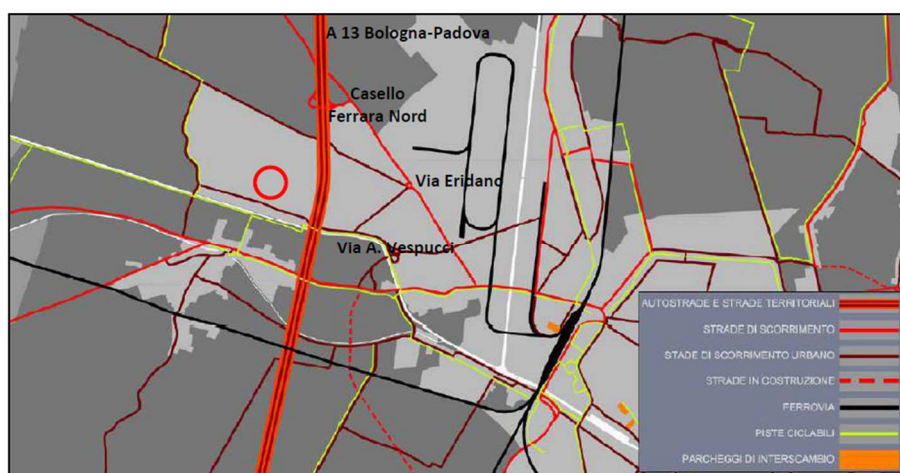 A 13 Bologna-Padova
Casello
Ferrara Nord
Via Eridano
Via A. Vespucci
AUTOSTRADE E STRADE TERRITORIALI
STRADE DI SCORRIMENTO
STADE DI SCORRIMENTO URBANO
STRADE IN COSTRUZIONE
FERROVIA
PISTE CICLABILI
PARCHEGGI DI INTERSCAMBIO